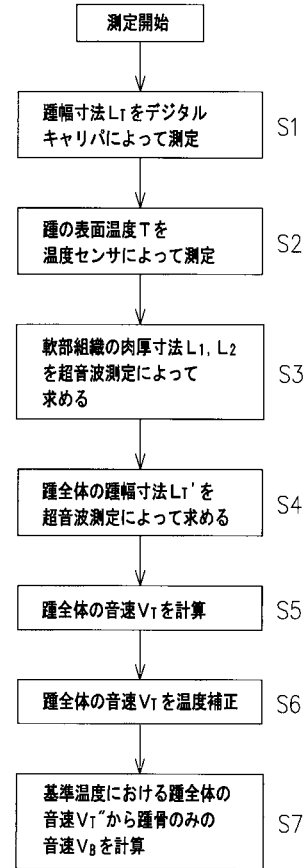 測定開始
踵幅寸法LTをデジタル
キャリパによって測定
S1
踵の表面温度Tを
温度センサによって測定
S2
軟部組織の肉厚寸法L1, L2
を超音波測定によって
求める
S3
踵全体の踵幅寸法LT'を
超音波測定によって求める
S4
踵全体の音速VTを計算
S5
踵全体の音速VTを温度補正
S6
基準温度における踵全体の
音速VT"から踵骨のみの
音速VBを計算
S7